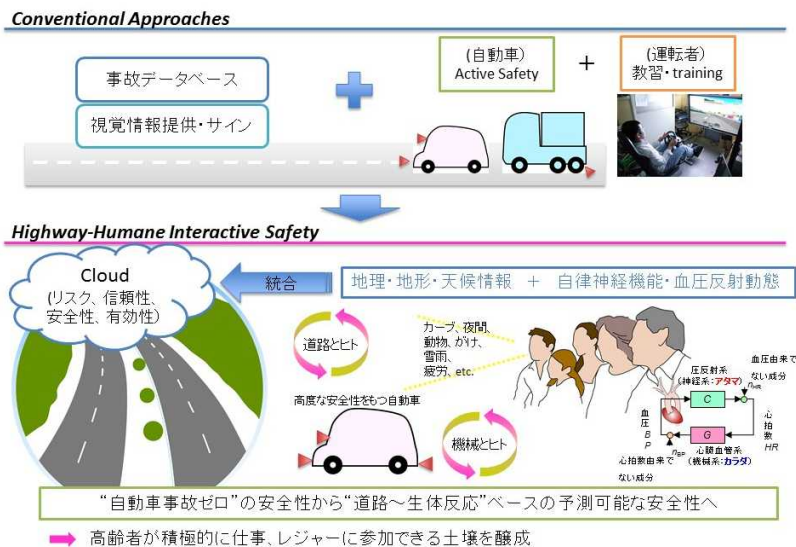 Conventional Approaches
事故データベース
視覚情報提供・サイン
(自動車)
Active Safety
+
(運転者)
教習・training
Highway-Humane Interactive Safety
Cloud
(リスク、信頼性、
安全性、有効性)
統合
地理・地形・天候情報 + 自律神経機能・血圧反射動態
道路とヒト
カーブ、夜間、
動物、がけ、
雪雨、
疲労、etc.
高度な安全性をもつ自動車
機械とヒト
圧反射系
(神経系:アタマ)
血圧由来で
ない成分
nHR
C
血圧
BP
G
心拍数
HR
nBP
心臓血管系
(機械系:カラダ)
心拍数由来で
ない成分
“自動車事故ゼロ”の安全性から“道路～生体反応”ベースの予測可能な安全性へ
高齢者が積極的に仕事、レジャーに参加できる土壌を醸成